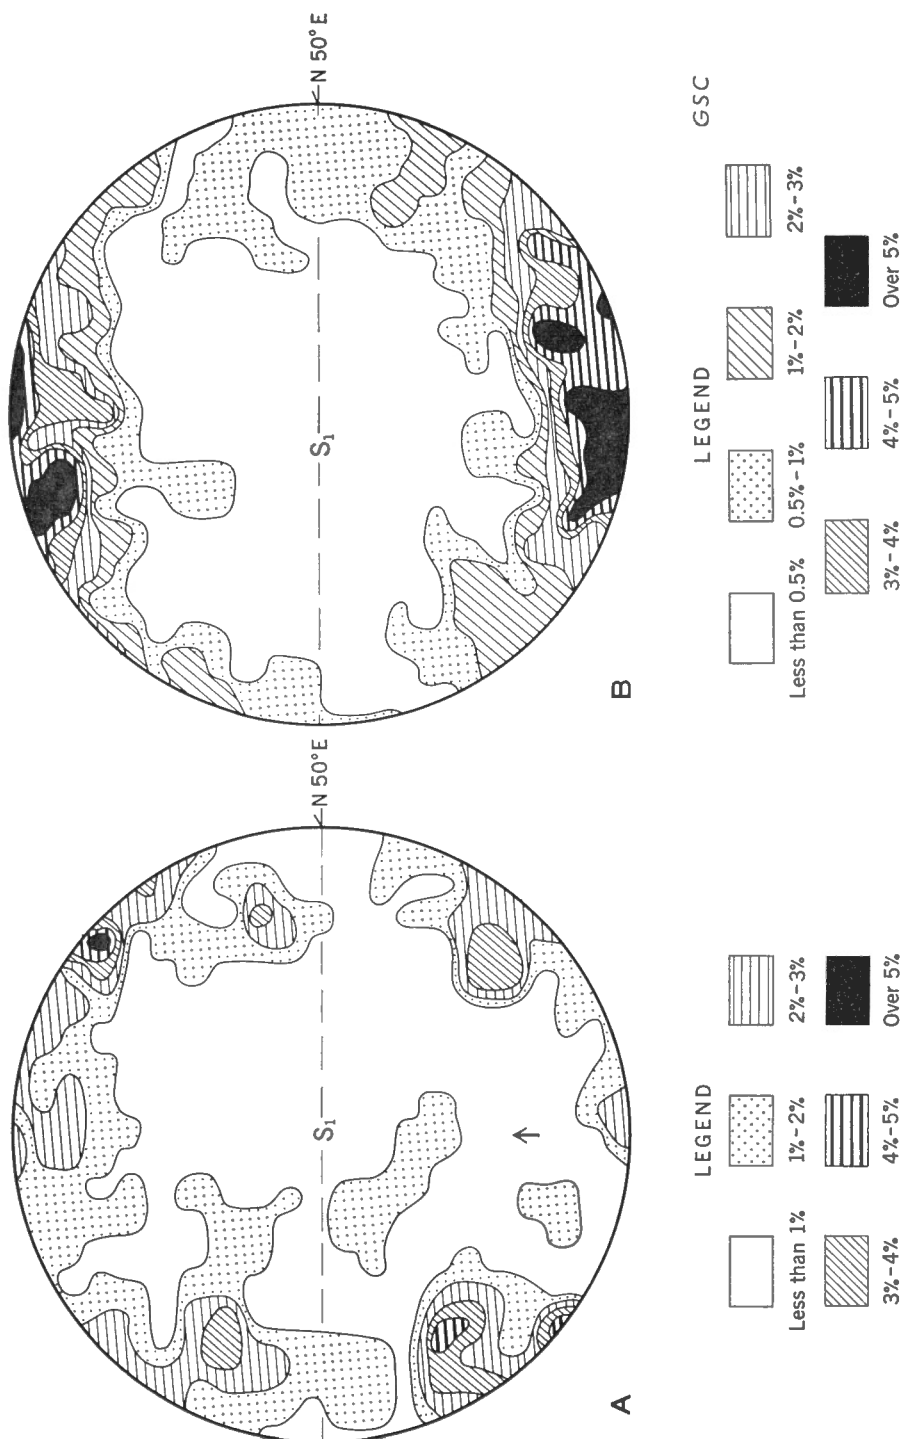 N 50° E
S₁
A
LEGEND
Less than 1%
1% - 2%
2% - 3%
3% - 4%
4% - 5%
Over 5%
N 50° E
S₁
B
LEGEND
Less than 0.5%
0.5% - 1%
1% - 2%
2% - 3%
3% - 4%
4% - 5%
Over 5%
GSC